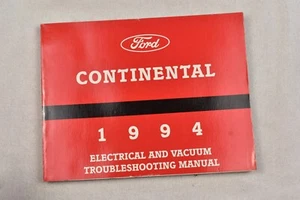 Ford
CONTINENTAL
1994
ELECTRICAL AND VACUUM
TROUBLESHOOTING MANUAL